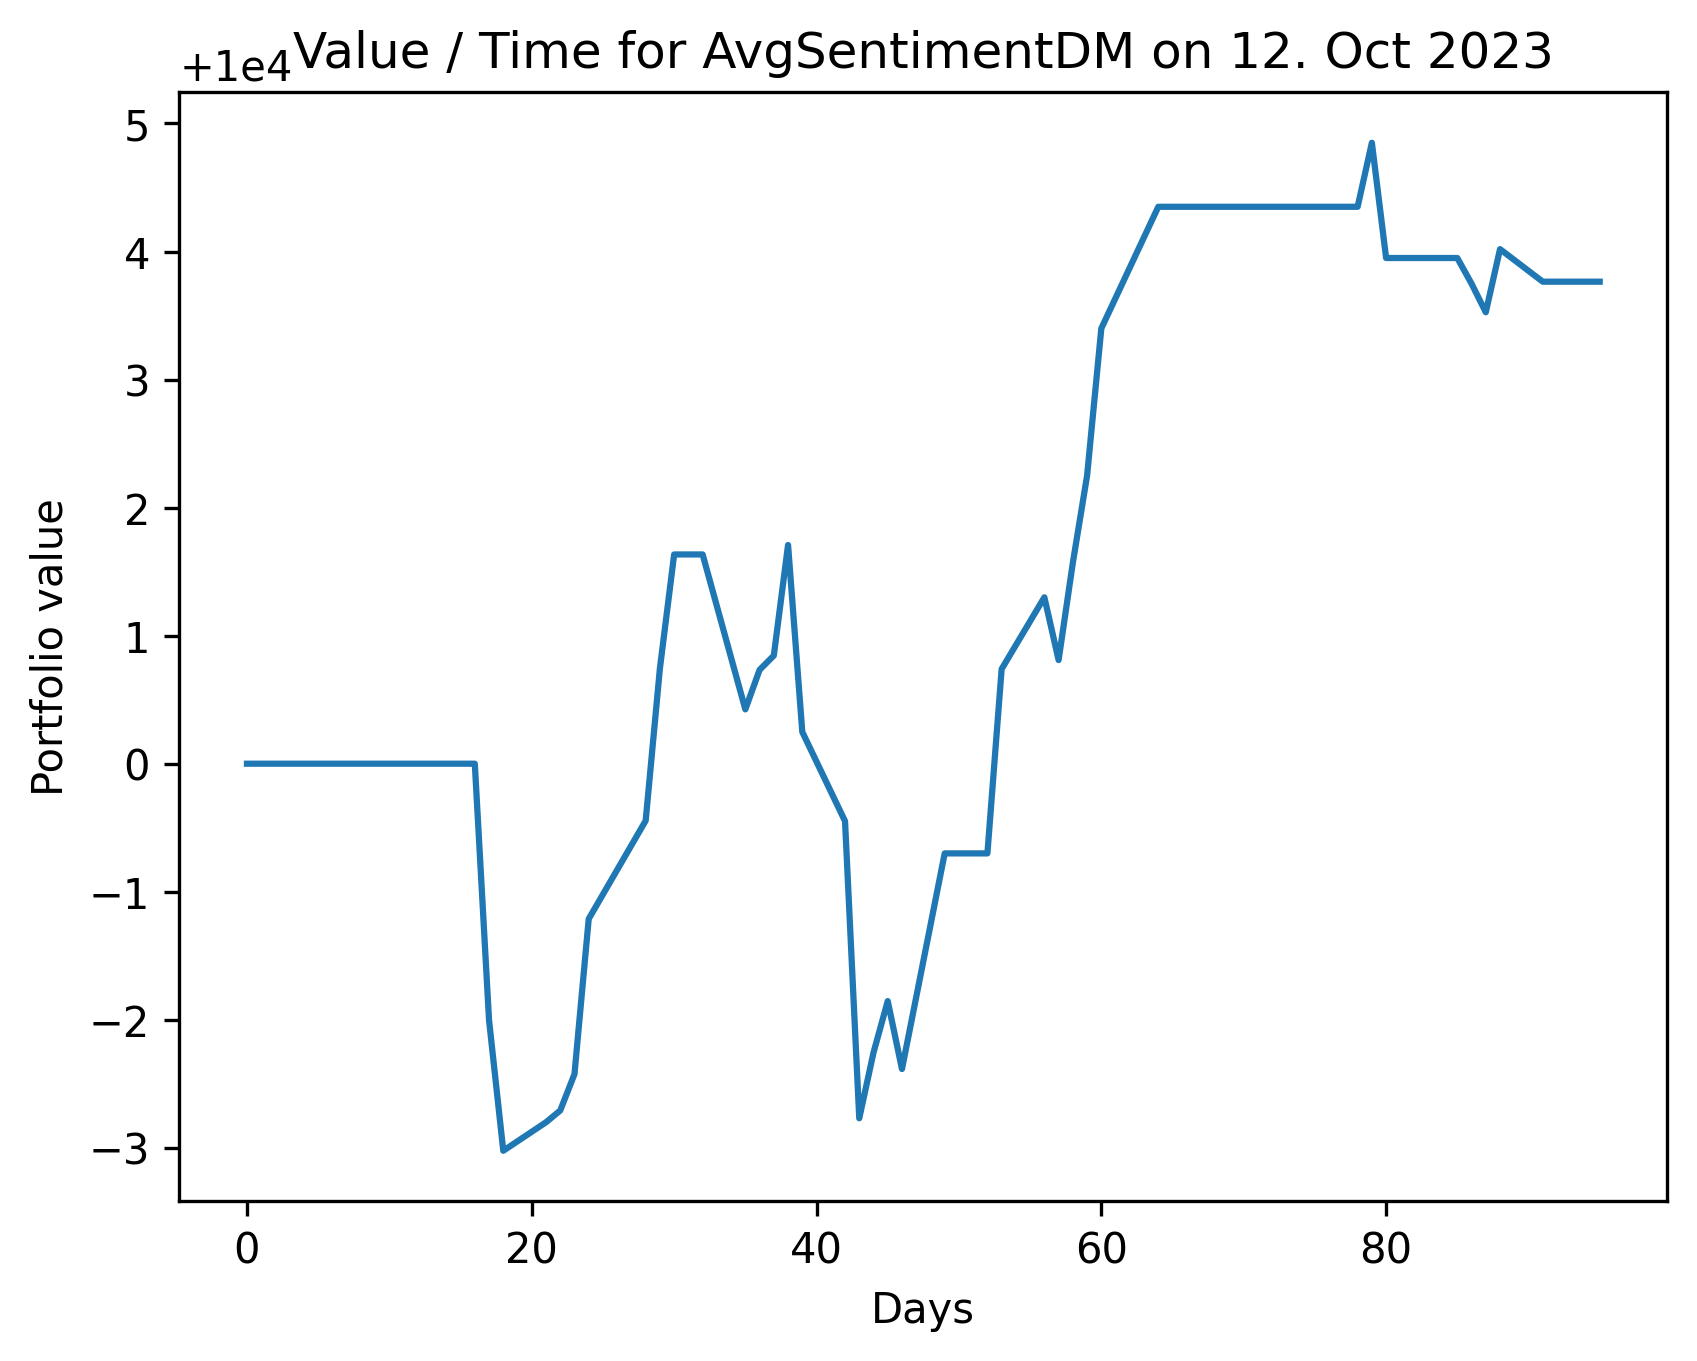 Value / Time for AvgSentimentDM on 12. Oct 2023
+1e4
5
4
3
2
1
0
−1
−2
−3
Portfolio value
0 20 40 60 80
Days